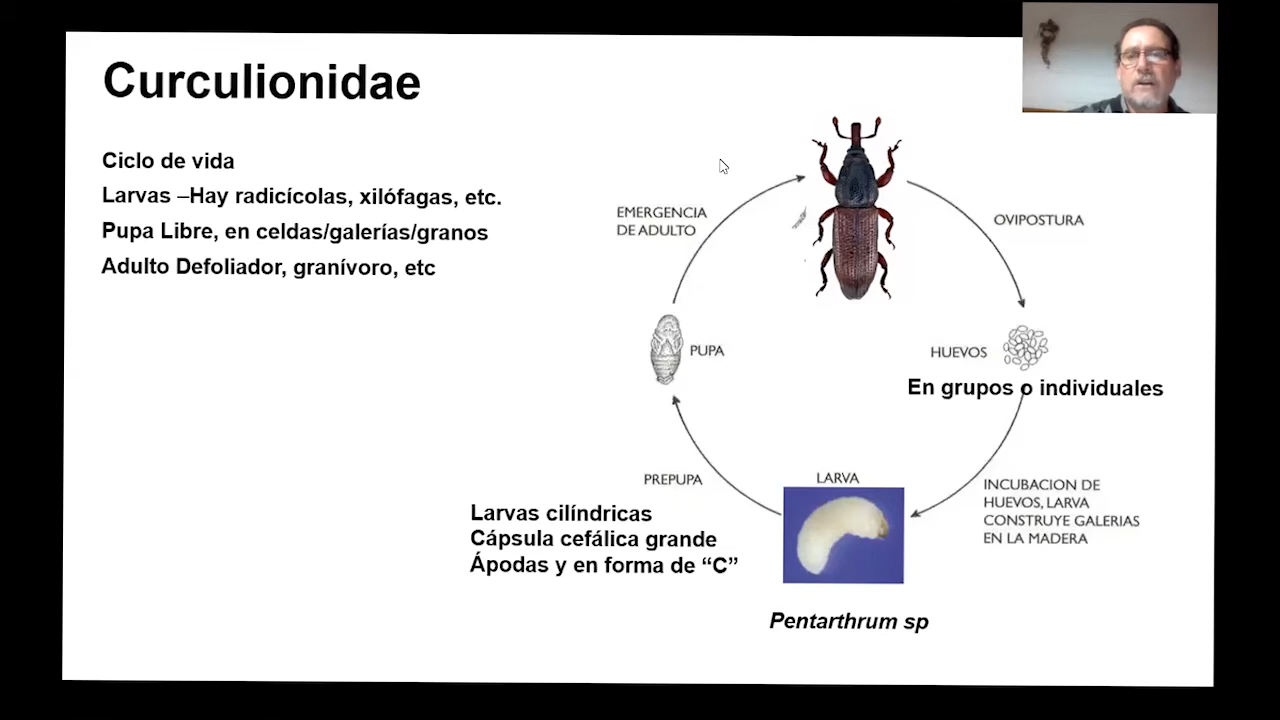 Curculionidae
Ciclo de vida
Larvas –Hay radicícolas, xilófagas, etc.
Pupa Libre, en celdas/galerías/granos
Adulto Defoliador, granívoro, etc
EMERGENCIA
DE ADULTO
OVIPOSTURA
PUPA
HUEVOS
En grupos o individuales
PREPUPA
LARVA
INCUBACION DE
HUEVOS, LARVA
CONSTRUYE GALERIAS
EN LA MADERA
Larvas cilíndricas
Cápsula cefálica grande
Ápodas y en forma de “C”
Pentarthrum sp